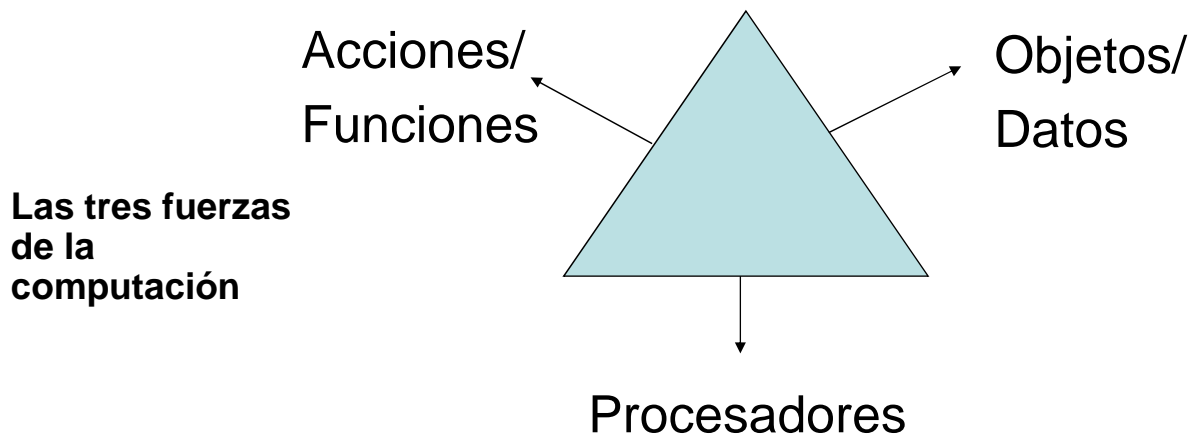 Acciones/
Funciones
Objetos/
Datos
Las tres fuerzas
de la
computación
Procesadores